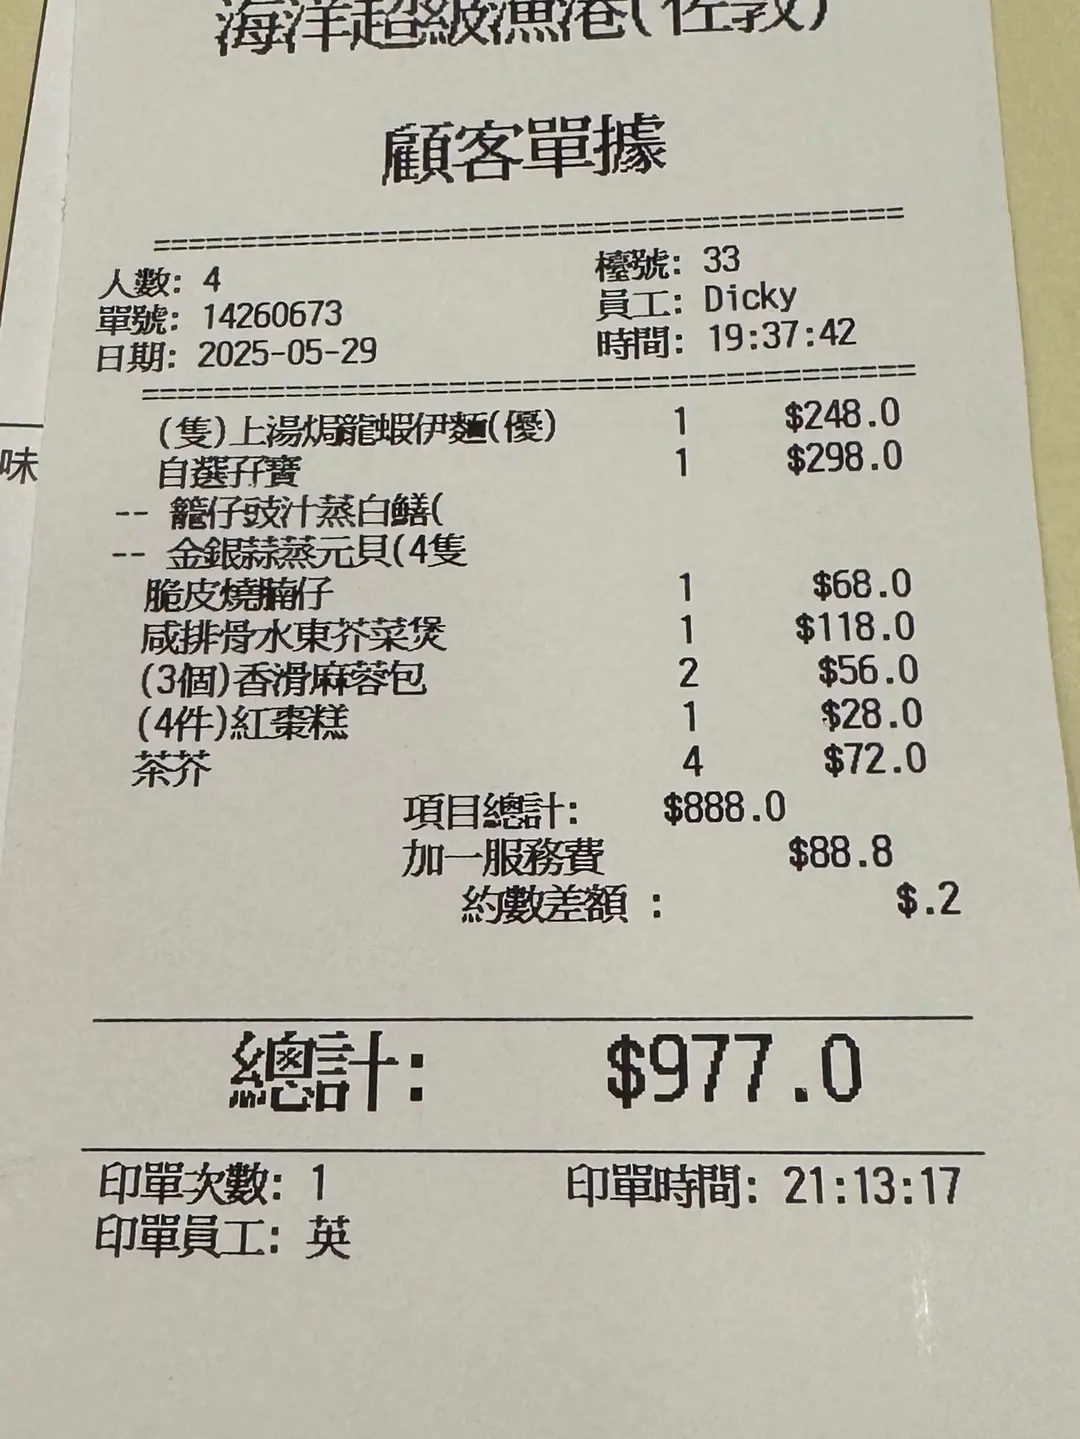 海洋超級漁港(佐敦)
顧客單據
========================================
人數: 4 檯號: 33
單號: 14260673 員工: Dicky
日期: 2025-05-29 時間: 19:37:42
========================================
(隻)上湯焗龍蝦伊麵(優) 1 $248.0
自選孖寶 1 $298.0
-- 籠仔豉汁蒸白鱔(
-- 金銀蒜蒸元貝(4隻
脆皮燒腩仔 1 $68.0
咸排骨水東芥菜煲 1 $118.0
(3個)香滑麻蓉包 2 $56.0
(4件)紅棗糕 1 $28.0
茶芥 4 $72.0
項目總計: $888.0
加一服務費 $88.8
約數差額 : $.2
總計: $977.0
印單次數: 1 印單時間: 21:13:17
印單員工: 英
味